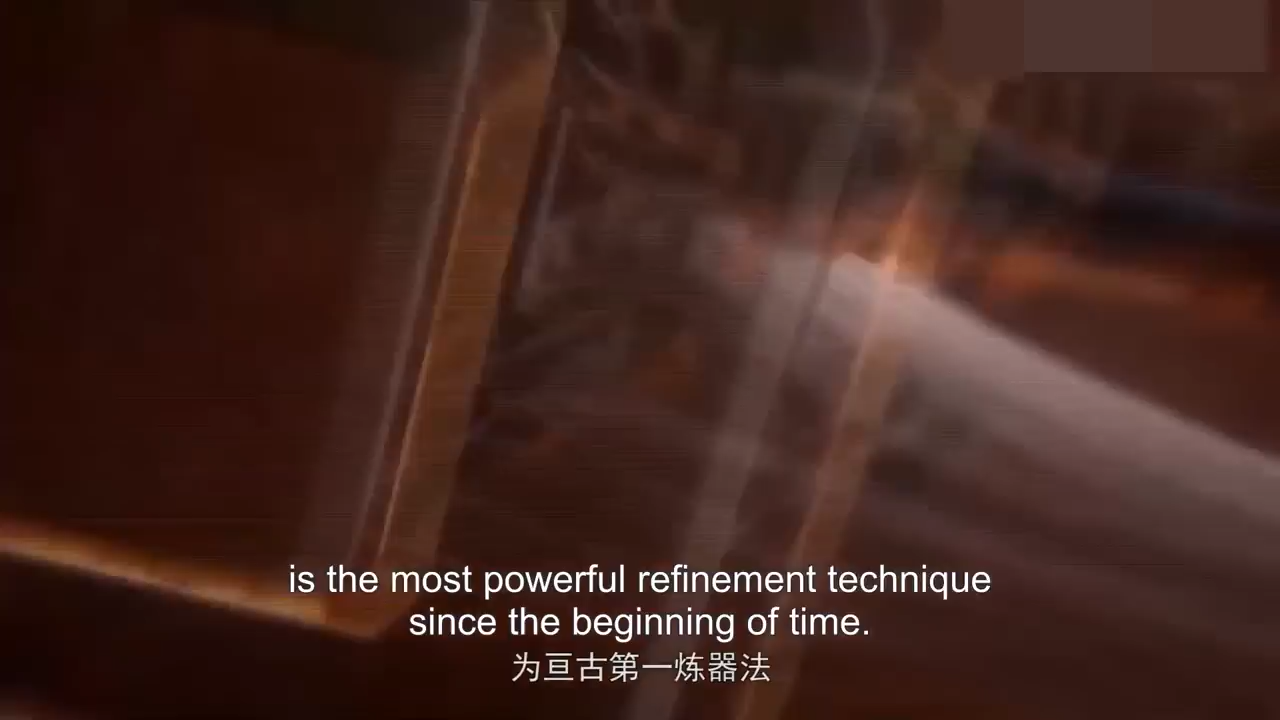 is the most powerful refinement technique
since the beginning of time.
为亘古第一炼器法